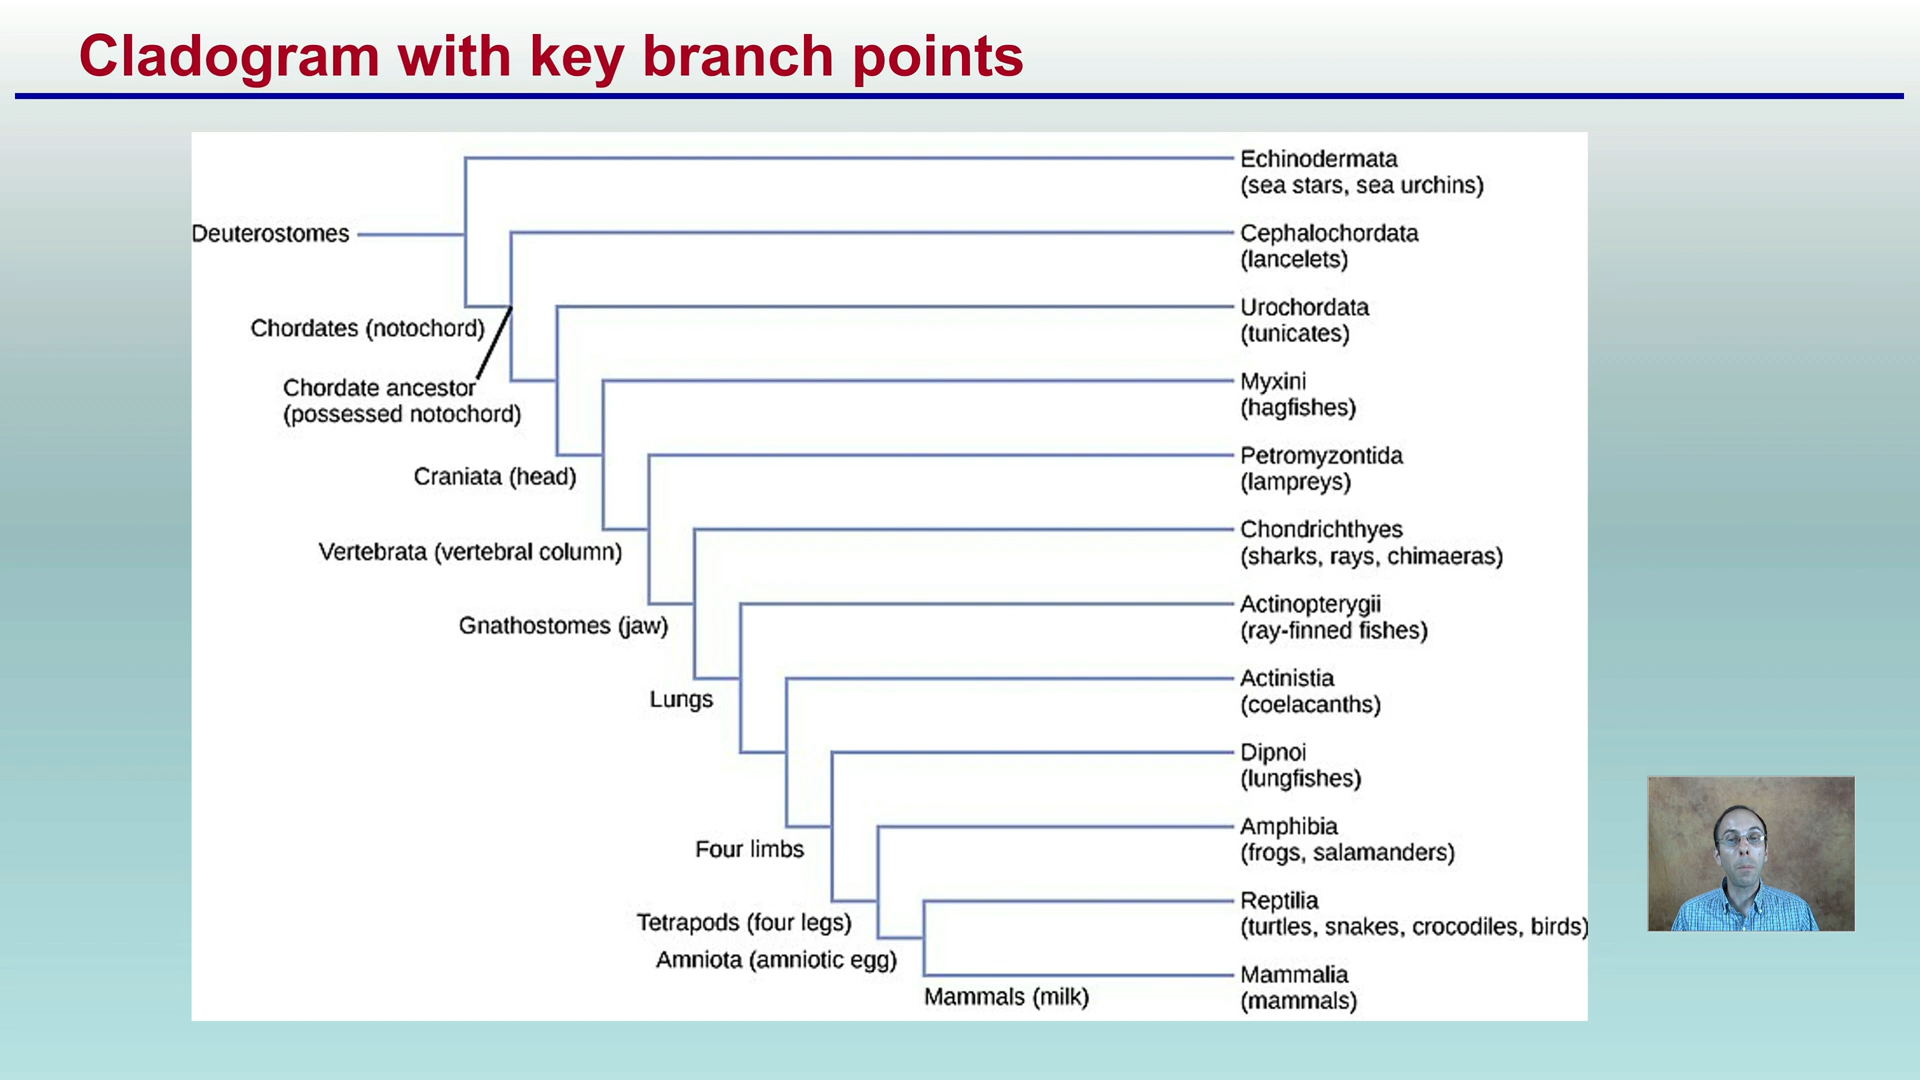 Cladogram with key branch points
Echinodermata
(sea stars, sea urchins)
Deuterostomes
Cephalochordata
(lancelets)
Urochordata
(tunicates)
Chordates (notochord)
Chordate ancestor
(possessed notochord)
Myxini
(hagfishes)
Craniata (head)
Petromyzontida
(lampreys)
Vertebrata (vertebral column)
Chondrichthyes
(sharks, rays, chimaeras)
Gnathostomes (jaw)
Actinopterygii
(ray-finned fishes)
Lungs
Actinistia
(coelacanths)
Dipnoi
(lungfishes)
Four limbs
Amphibia
(frogs, salamanders)
Tetrapods (four legs)
Reptilia
(turtles, snakes, crocodiles, birds)
Amniota (amniotic egg)
Mammals (milk)
Mammalia
(mammals)